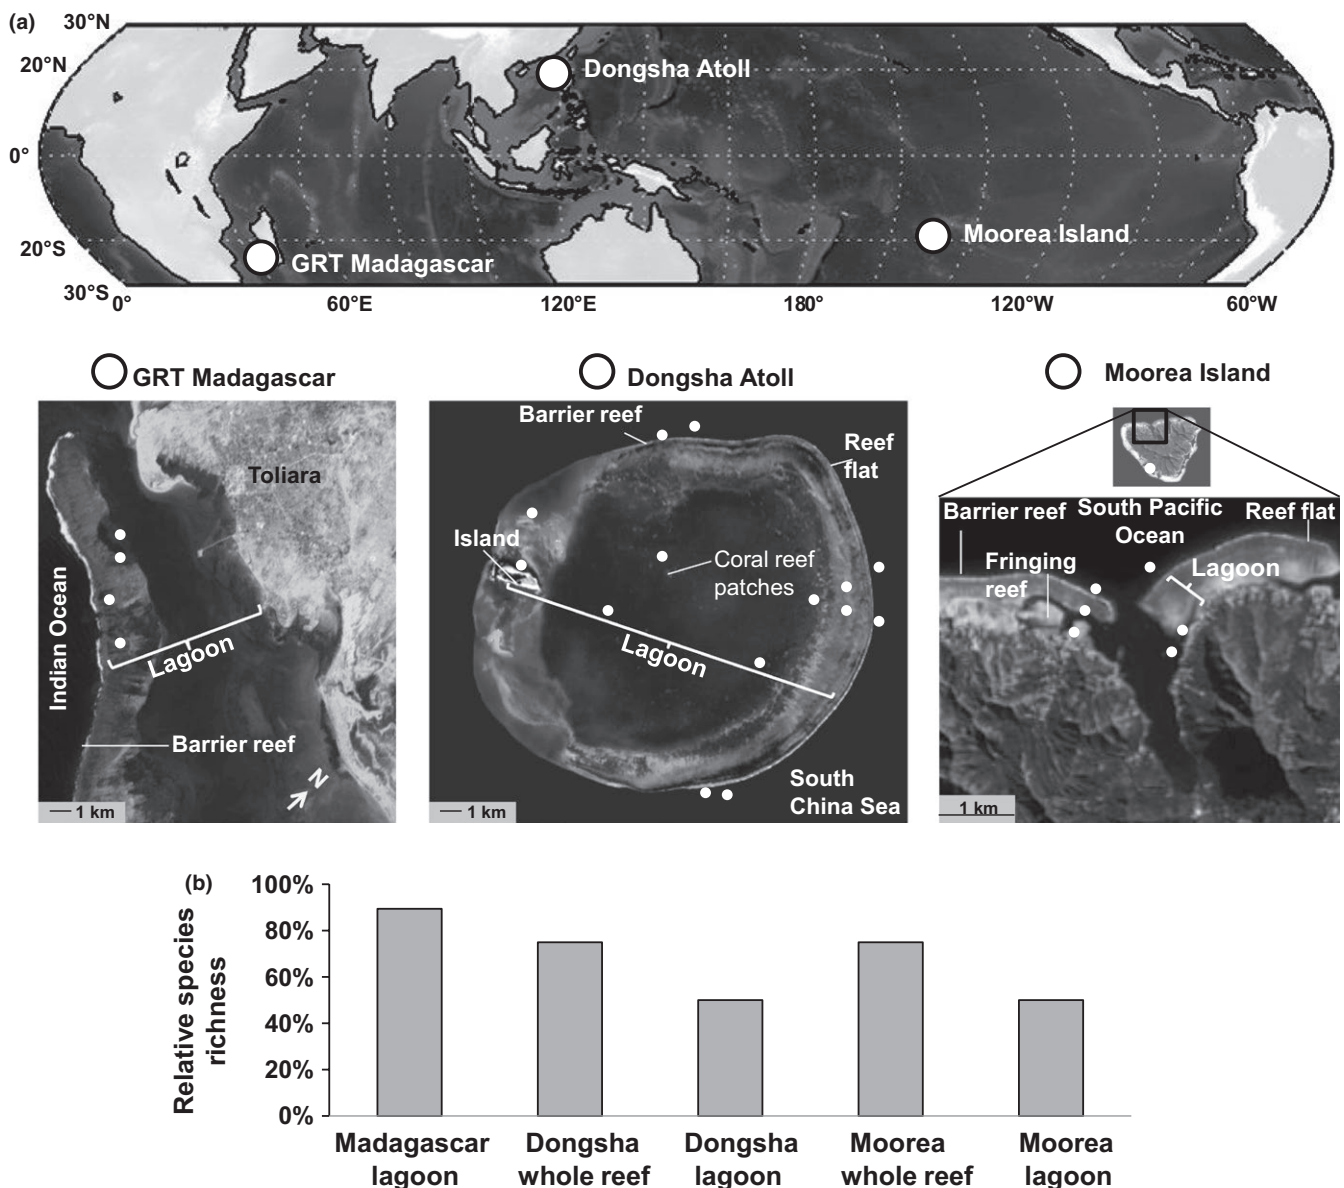 (a)
30°N
20°N
0°
20°S
30°S
0°
60°E
120°E
180°
120°W
60°W
Dongsha Atoll
GRT Madagascar
Moorea Island
GRT Madagascar
Toliara
Indian Ocean
Lagoon
Barrier reef
N
1 km
Dongsha Atoll
Barrier reef
Reef
flat
Island
Coral reef
patches
Lagoon
South
China Sea
1 km
Moorea Island
Barrier reef
South Pacific
Ocean
Reef flat
Fringing
reef
Lagoon
1 km
(b)
Relative species
richness
100%
80%
60%
40%
20%
0%
Madagascar
lagoon
Dongsha
whole reef
Dongsha
lagoon
Moorea
whole reef
Moorea
lagoon